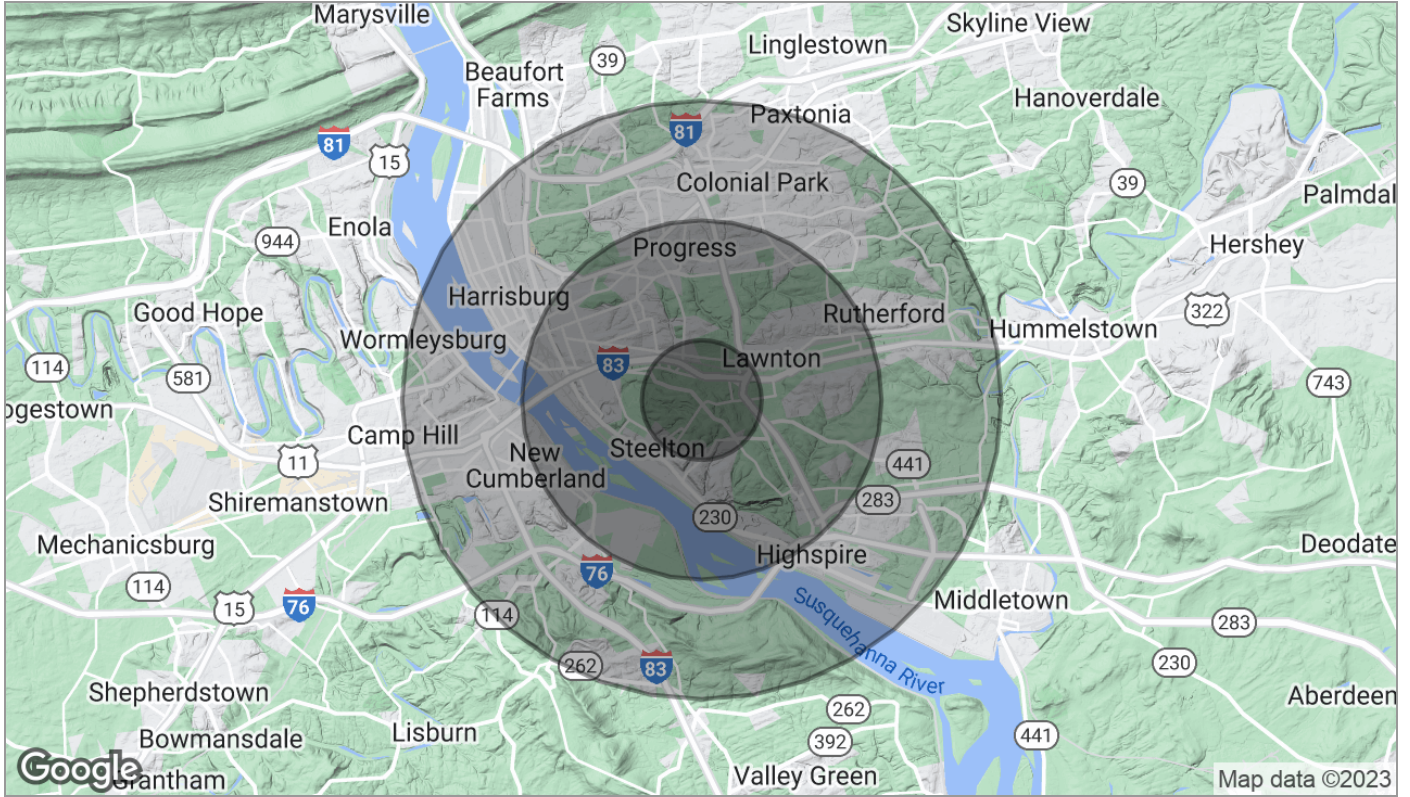 Marysville
Skyline View
Linglestown
39
Beaufort
Farms
Hanoverdale
Paxtonia
81
81
15
Colonial Park
39
Palmdal
Enola
944
Progress
Hershey
Harrisburg
322
Good Hope
Rutherford
Hummelstown
Wormleysburg
Lawnton
114
581
83
743
ogestown
Camp Hill
Steelton
New
Cumberland
11
441
283
Shiremanstown
230
Mechanicsburg
Highspire
Deodate
76
114
15
76
114
Middletown
Susquehanna River
283
262
83
230
Shepherdstown
Aberdeen
262
Lisburn
392
441
Bowmansdale
Valley Green
Google
Grantham
Map data ©2023